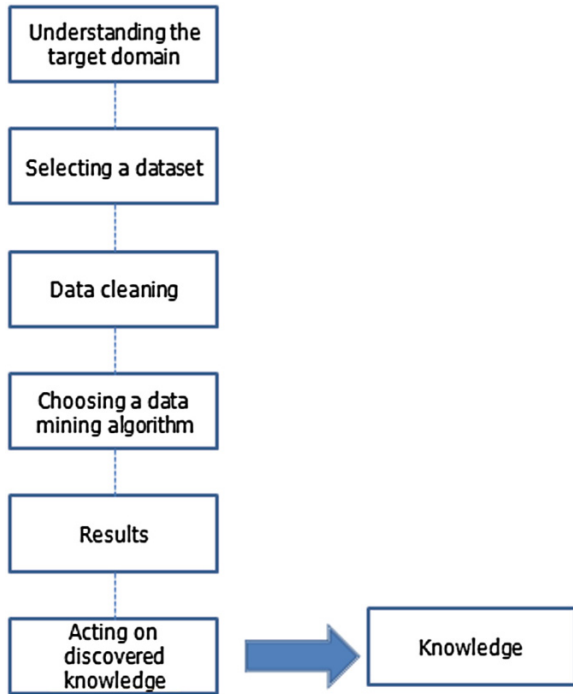 Understanding the
target domain
Selecting a dataset
Data cleaning
Choosing a data
mining algorithm
Results
Acting on
discovered
knowledge
Knowledge